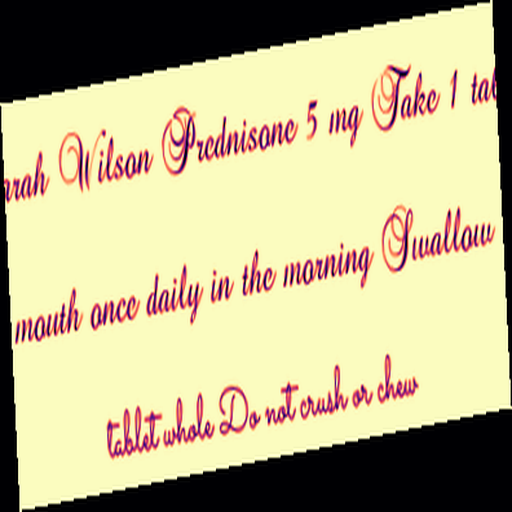 Wilson Prednisone 5 mg Take 1
mouth once daily in the morning Swallow
tablet whole Do not crush or chew